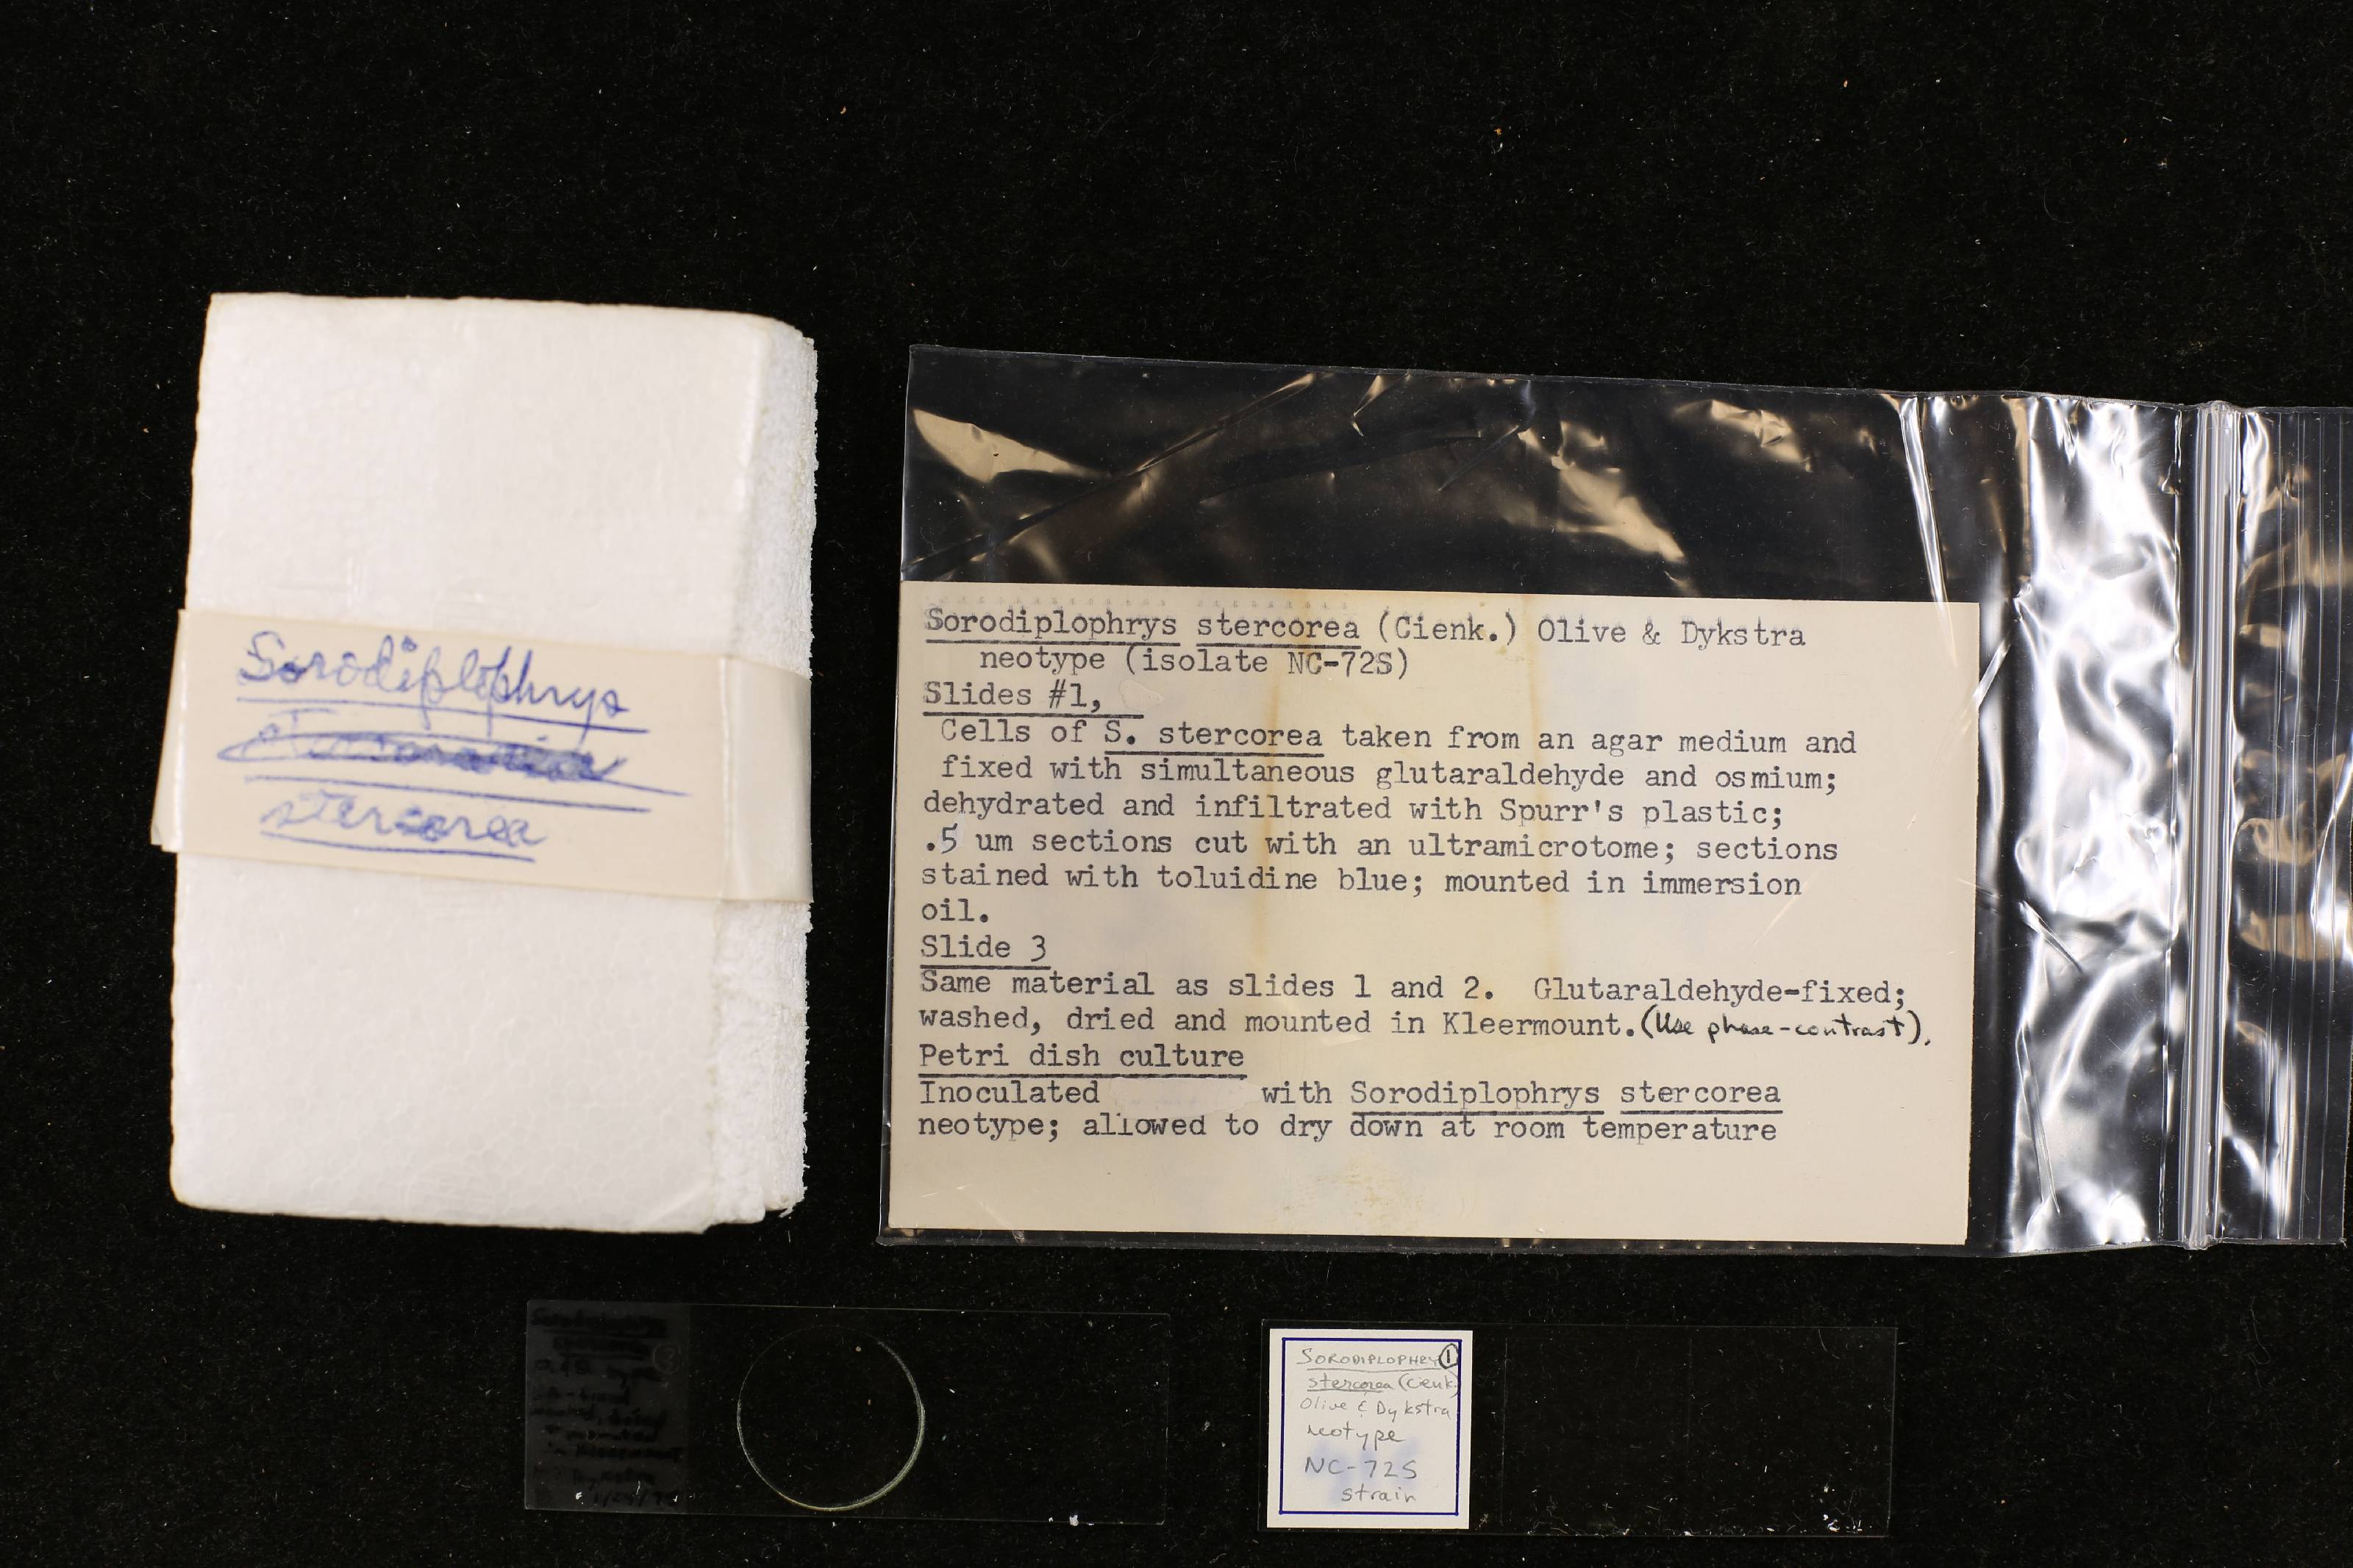 Sorodiplophrys
stercorea
Sorodiplophrys stercorea (Cienk.) Olive & Dykstra
neotype (isolate NC-72S)
Slides #1,
Cells of S. stercorea taken from an agar medium and
fixed with simultaneous glutaraldehyde and osmium;
dehydrated and infiltrated with Spurr's plastic;
.5 um sections cut with an ultramicrotome; sections
stained with toluidine blue; mounted in immersion
oil.
Slide 3
Same material as slides 1 and 2. Glutaraldehyde-fixed;
washed, dried and mounted in Kleermount. (Use phase-contrast).
Petri dish culture
Inoculated with Sorodiplophrys stercorea
neotype; allowed to dry down at room temperature
SORODIPLOPHRY 1
stercorea (Cienk.
Olive & Dykstra
neotype
NC-72S
strain